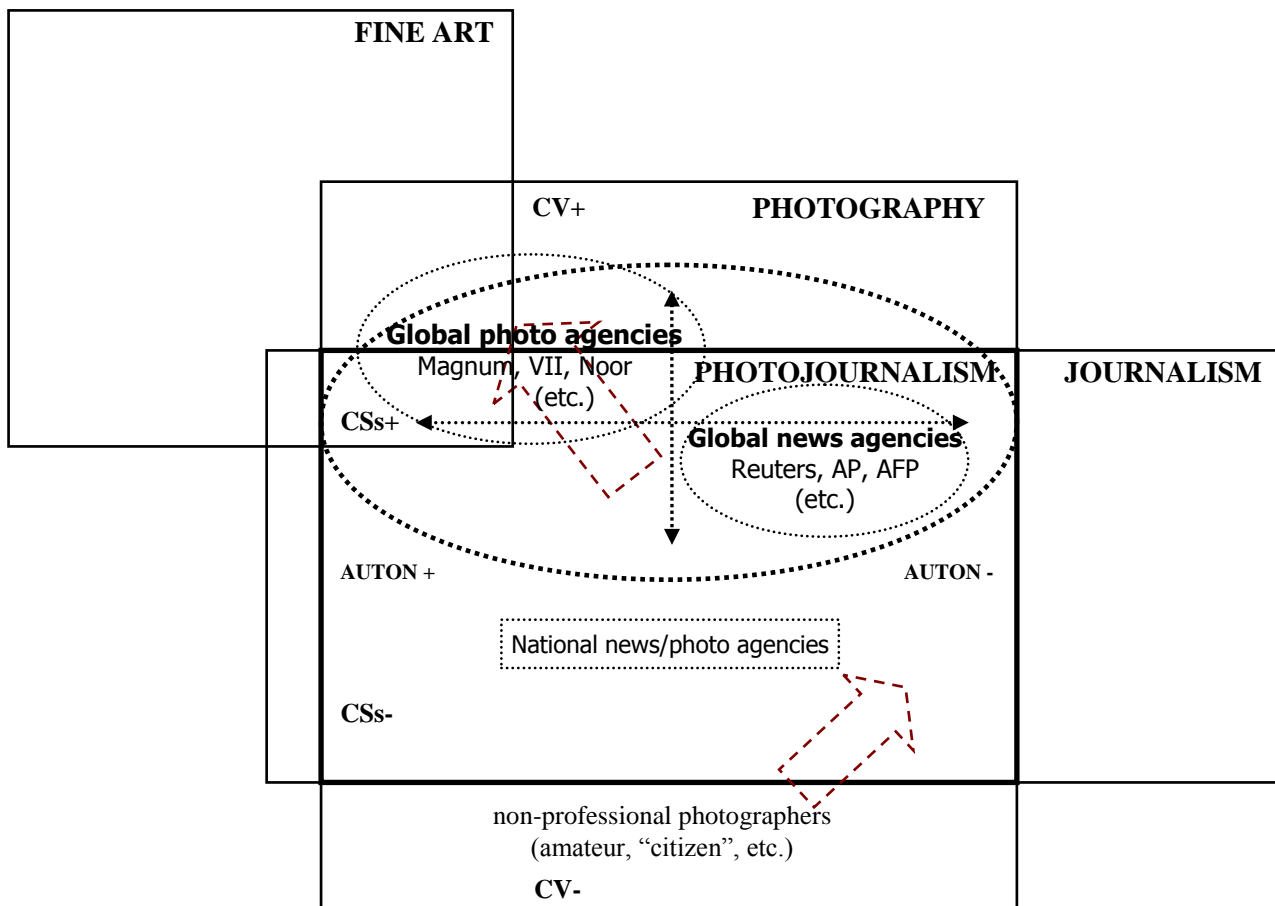 FINE ART
CV+
PHOTOGRAPHY
Global photo agencies
Magnum, VII, Noor
(etc.)
PHOTOJOURNALISM
JOURNALISM
CSs+
Global news agencies
Reuters, AP, AFP
(etc.)
AUTON +
AUTON -
National news/photo agencies
CSs-
non-professional photographers
(amateur, “citizen”, etc.)
CV-